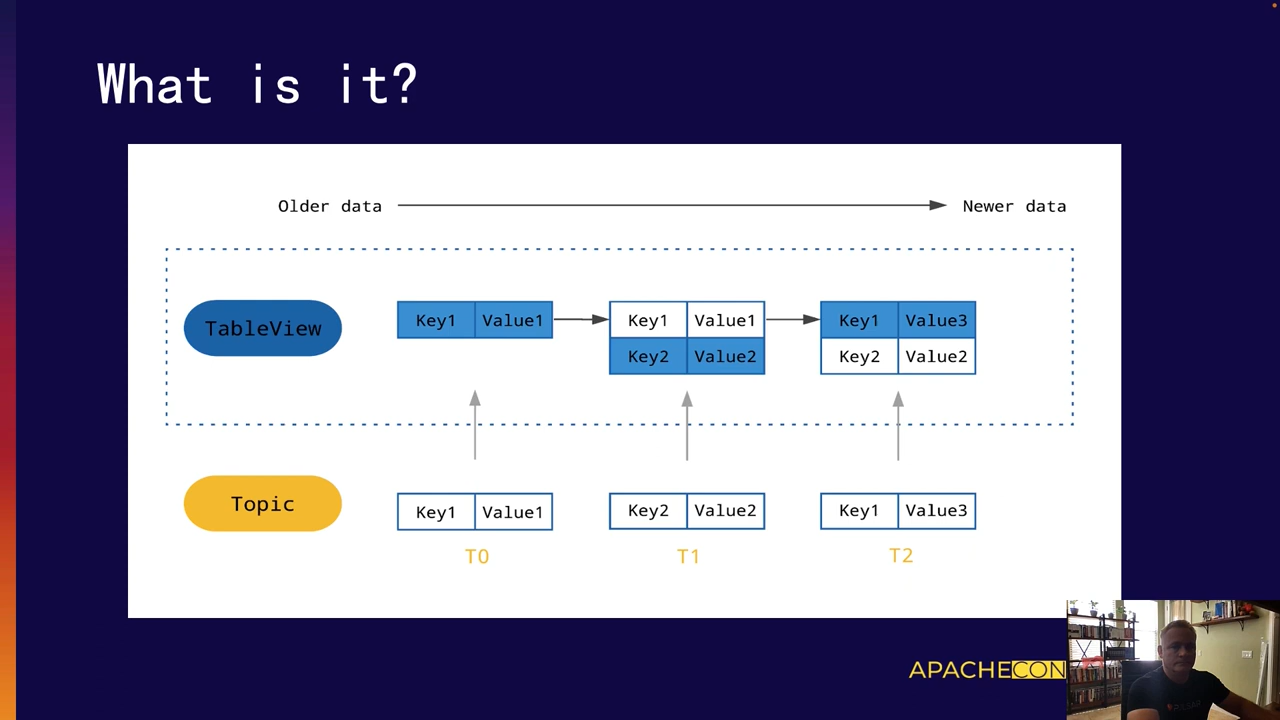 What is it?
Older data
Newer data
TableView
Key1 Value1
Key1 Value1
Key2 Value2
Key1 Value3
Key2 Value2
Topic
Key1 Value1
Key2 Value2
Key1 Value3
T0
T1
T2
APACHECON